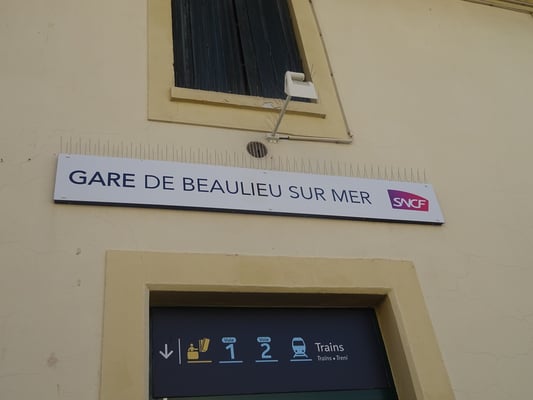 GARE DE BEAULIEU SUR MER SNCF
1 2 Trains
Trains • Treni